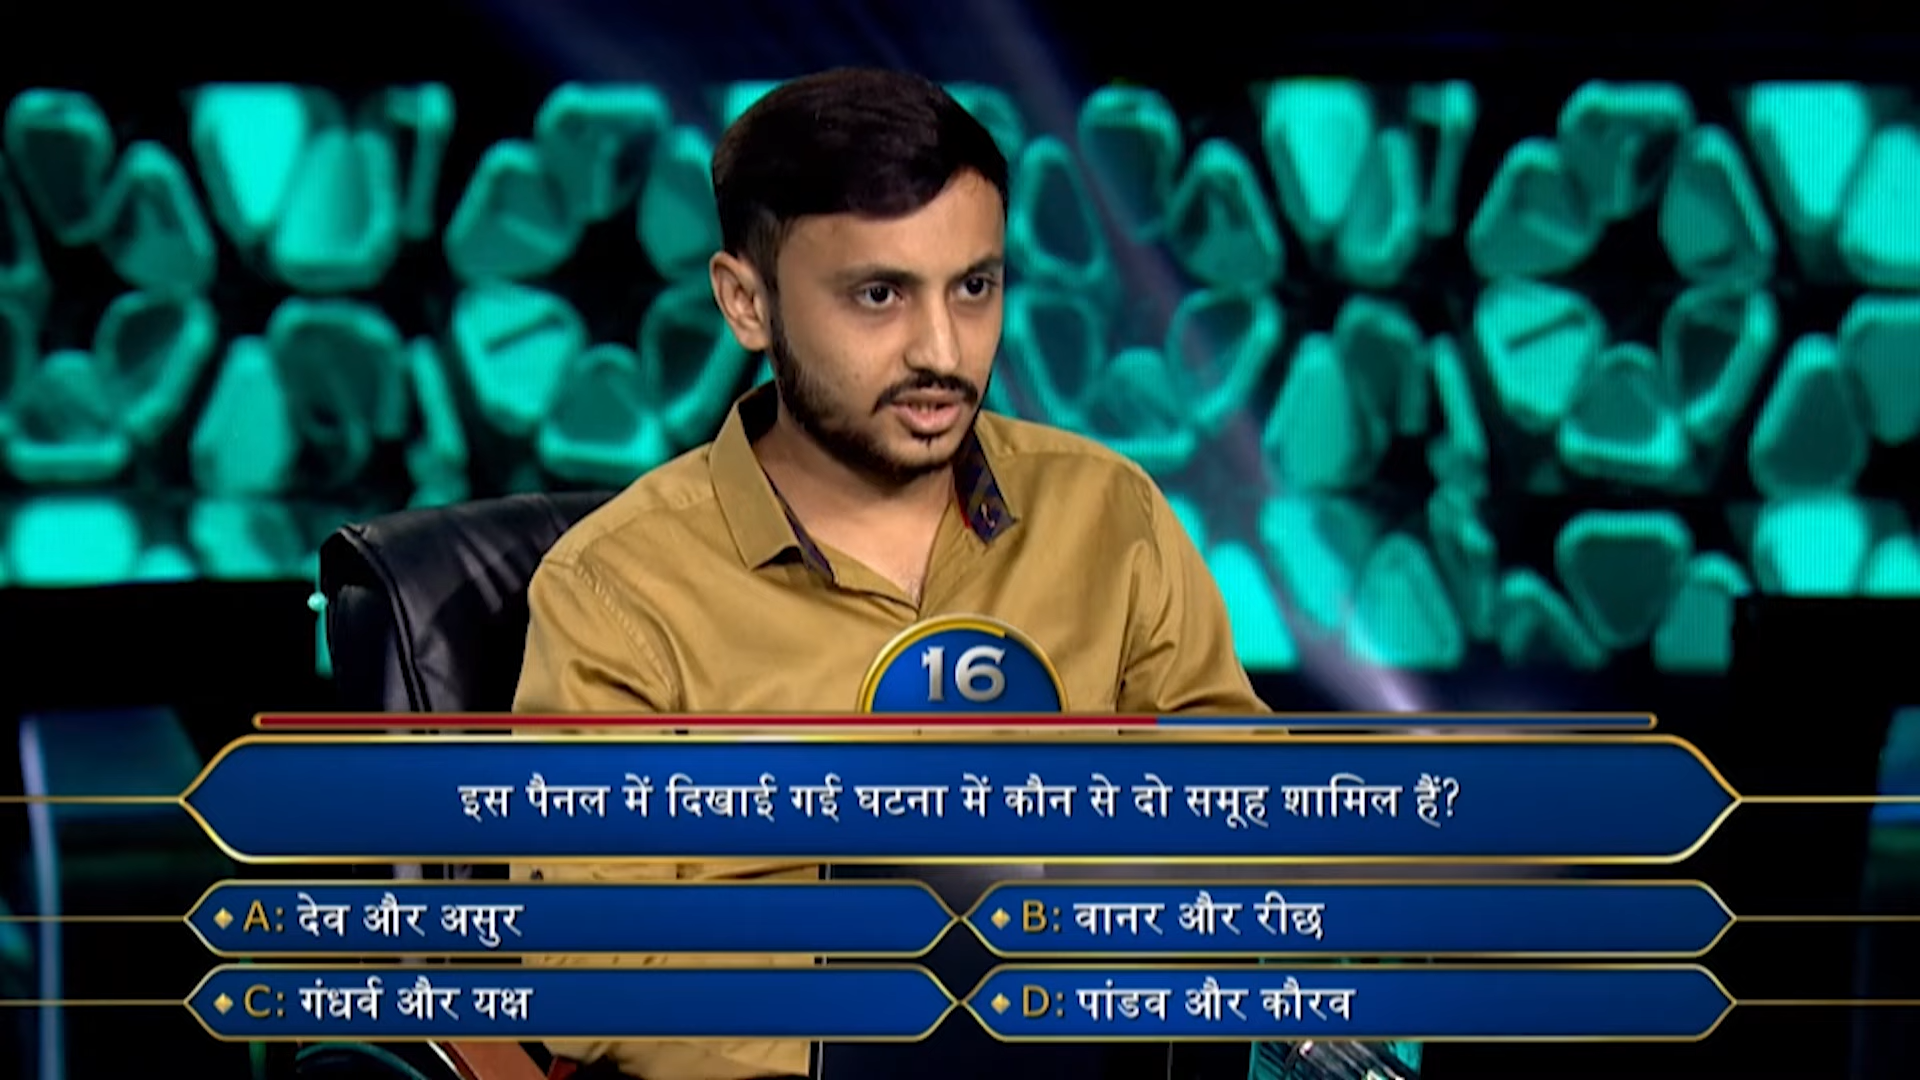 16
इस पैनल में दिखाई गई घटना में कौन से दो समूह शामिल हैं?
A: देव और असुर
B: वानर और रीछ
C: गंधर्व और यक्ष
D: पांडव और कौरव